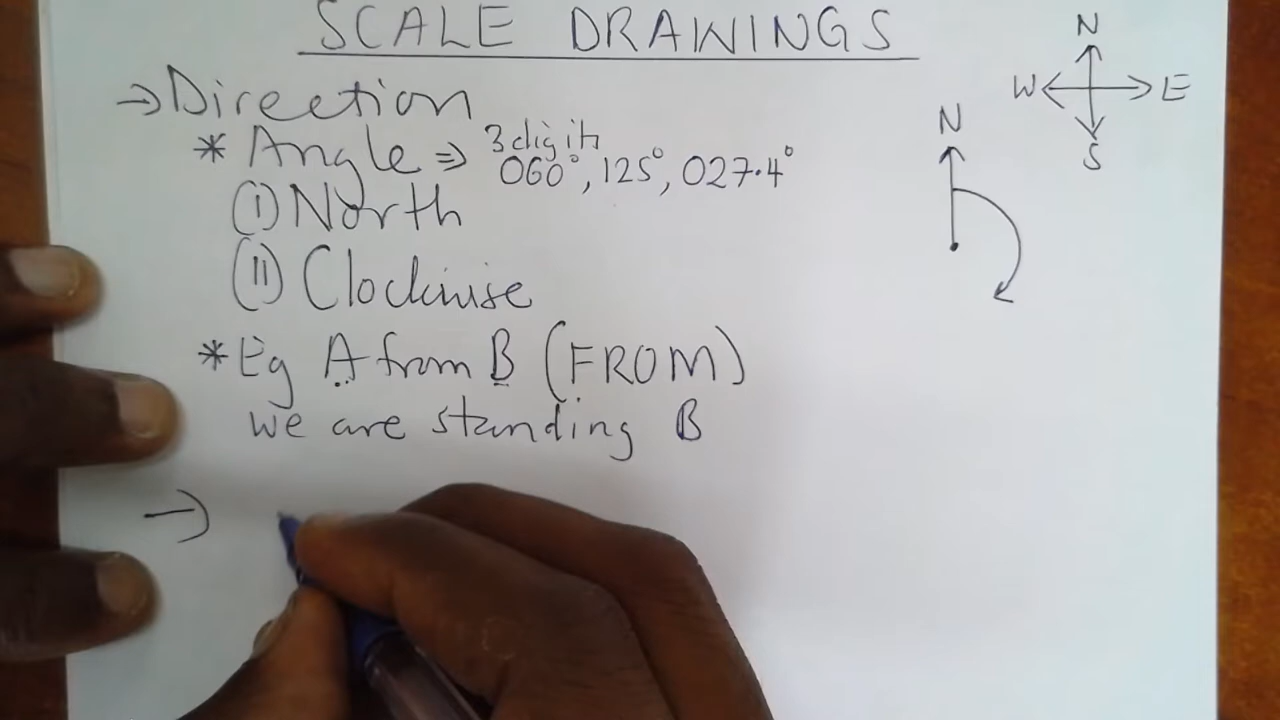 SCALE DRAWINGS
→ Direction
* Angle ⇒ 3 digits
060°, 125°, 027.4°
(i) North
(ii) Clockwise
* Eg A from B (FROM)
we are standing B
→
N
W E
S
N